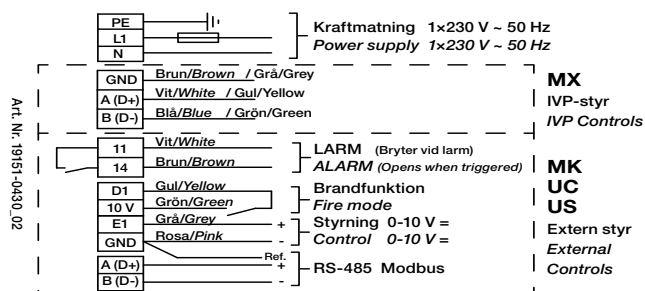 PE
L1
N
Kraftmatning 1×230 V ~ 50 Hz
Power supply 1×230 V ~ 50 Hz
GND
Brun/Brown / Grå/Grey
A (D+)
Vit/White / Gul/Yellow
B (D-)
Blå/Blue / Grön/Green
MX
IVP-styr
IVP Controls
Art. Nr. 19151-0430_02
11
Vit/White
14
Brun/Brown
LARM (Bryter vid larm)
ALARM (Opens when triggered)
D1
Gul/Yellow
10 V
Grön/Green
Brandfunktion
Fire mode
E1
Grå/Grey
+
GND
Rosa/Pink
-
Styrning 0-10 V =
Control 0-10 V =
Ref.
A (D+)
+
B (D-)
-
RS-485 Modbus
MK
UC
US
Extern styr
External
Controls